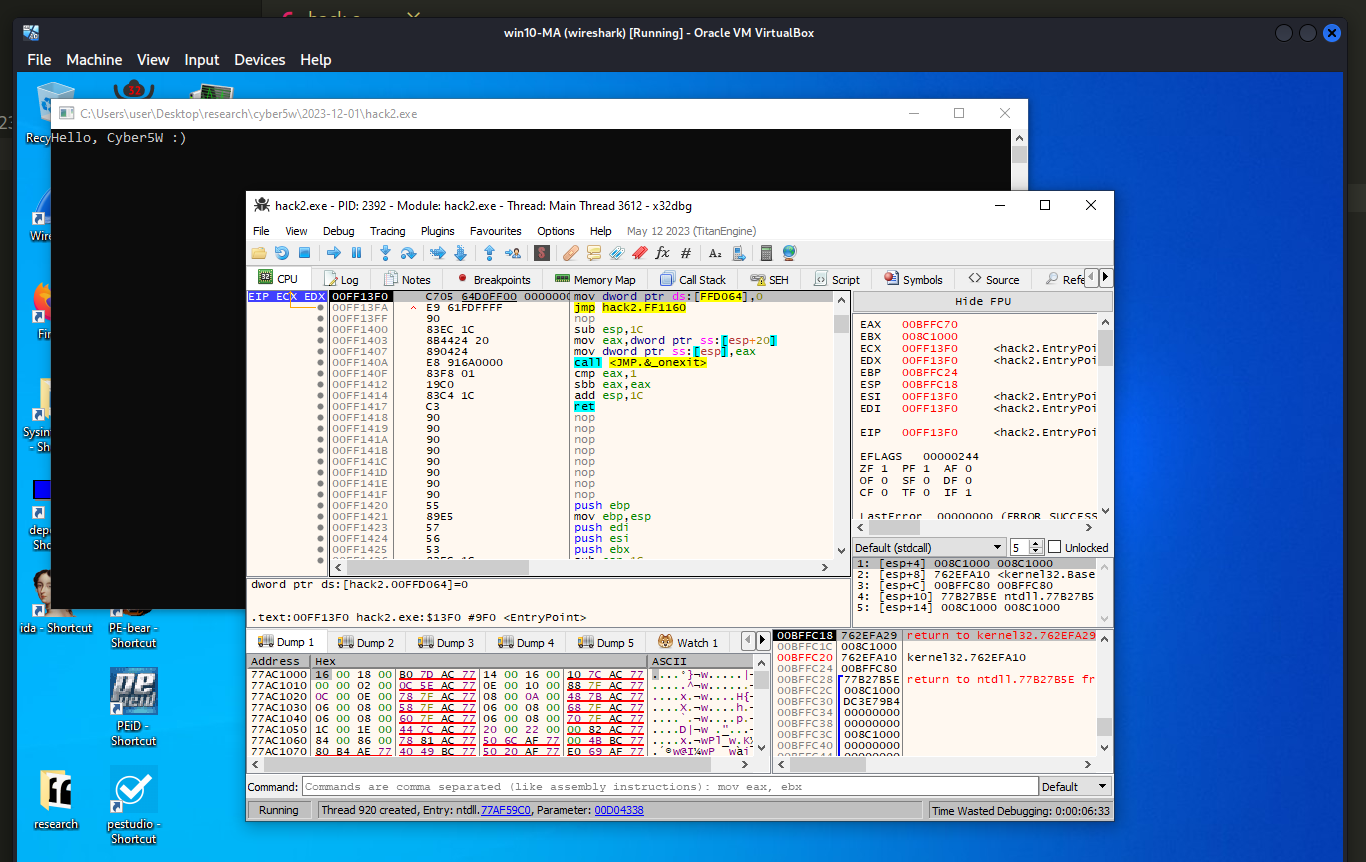 hack.c
win10-MA (wireshark) [Running] - Oracle VM VirtualBox
File Machine View Input Devices Help
C:\Users\user\Desktop\research\cyber5w\2023-12-01\hack2.exe
Hello, Cyber5W :)
hack2.exe - PID: 2392 - Module: hack2.exe - Thread: Main Thread 3612 - x32dbg
File View Debug Tracing Plugins Favourites Options Help May 12 2023 (TitanEngine)
CPU Log Notes Breakpoints Memory Map Call Stack SEH Script Symbols Source
EIP ECX EDX 00FF13F0 C705 64D0FF00 0000000 mov dword ptr ds:[FFD064],0
00FF13FA E9 61FDFFFF jmp hack2.FF1160
00FF13FF 90 nop
00FF1400 83EC 1C sub esp,1C
00FF1403 8B4424 20 mov eax,dword ptr ss:[esp+20]
00FF1407 890424 mov dword ptr ss:[esp],eax
00FF140A E8 916A0000 call <JMP.&_onexit>
00FF140F 83F8 01 cmp eax,1
00FF1412 19C0 sbb eax,eax
00FF1414 83C4 1C add esp,1C
00FF1417 C3 ret
00FF1418 90 nop
00FF1419 90 nop
00FF141A 90 nop
00FF141B 90 nop
00FF141C 90 nop
00FF141D 90 nop
00FF141E 90 nop
00FF141F 90 nop
00FF1420 55 push ebp
00FF1421 89E5 mov ebp,esp
00FF1423 57 push edi
00FF1424 56 push esi
00FF1425 53 push ebx
Hide FPU
EAX 00BFFC70
EBX 008C1000
ECX 00FF13F0 <hack2.EntryPoi
EDX 00FF13F0 <hack2.EntryPoi
EBP 00BFFC24
ESP 00BFFC18
ESI 00FF13F0 <hack2.EntryPoi
EDI 00FF13F0 <hack2.EntryPoi
EIP 00FF13F0 <hack2.EntryPoi
EFLAGS 00000244
ZF 1 PF 1 AF 0
OF 0 SF 0 DF 0
CF 0 TF 0 IF 1
LastError 00000000 (ERROR_SUCCESS
Default (stdcall) 5 Unlocked
1: [esp+4] 008C1000 008C1000
2: [esp+8] 762EFA10 <kernel32.Base
3: [esp+C] 00BFFC80 00BFFC80
4: [esp+10] 77B27B5E ntdll.77B27B5
5: [esp+14] 008C1000 008C1000
dword ptr ds:[hack2.00FFD064]=0
.text:00FF13F0 hack2.exe:$13F0 #9F0 <EntryPoint>
Dump 1 Dump 2 Dump 3 Dump 4 Dump 5 Watch 1
Address Hex ASCII
77AC1000 16 00 18 00 B0 7D AC 77 14 00 16 00 10 7C AC 77
77AC1010 00 00 02 00 0C 5E AC 77 0E 00 10 00 88 7F AC 77
77AC1020 0C 00 0E 00 78 7F AC 77 08 00 0A 00 48 7B AC 77
77AC1030 06 00 08 00 58 7F AC 77 06 00 08 00 68 7F AC 77
77AC1040 06 00 08 00 60 7F AC 77 06 00 08 00 70 7F AC 77
77AC1050 1C 00 1E 00 44 7C AC 77 20 00 22 00 00 82 AC 77
77AC1060 84 00 86 00 78 81 AC 77 50 6C AF 77 00 4B BC 77
77AC1070 80 B4 AE 77 40 49 BC 77 50 20 AF 77 E0 69 AF 77
00BFFC18 762EFA29 return to kernel32.762EFA29
00BFFC1C 008C1000
00BFFC20 762EFA10 kernel32.762EFA10
00BFFC24 00BFFC80
00BFFC28 77B27B5E return to ntdll.77B27B5E fr
00BFFC2C 008C1000
00BFFC30 DC3E79B4
00BFFC34 00000000
00BFFC38 00000000
00BFFC3C 008C1000
00BFFC40 00000000
Command: Commands are comma separated (like assembly instructions): mov eax, ebx Default
Running Thread 920 created, Entry: ntdll.77AF59C0, Parameter: 00D04338 Time Wasted Debugging: 0:00:06:33
ida - Shortcut
PE-bear - Shortcut
PEiD - Shortcut
research
pestudio - Shortcut